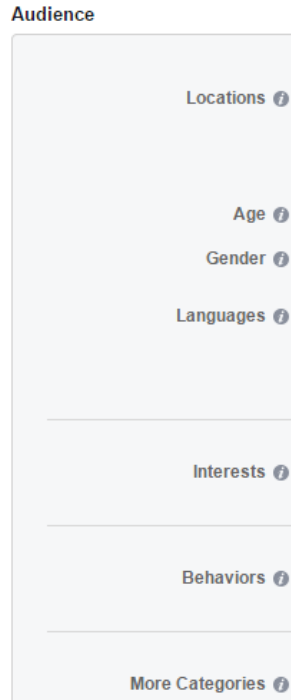 Audience
Locations
Age
Gender
Languages
Interests
Behaviors
More Categories